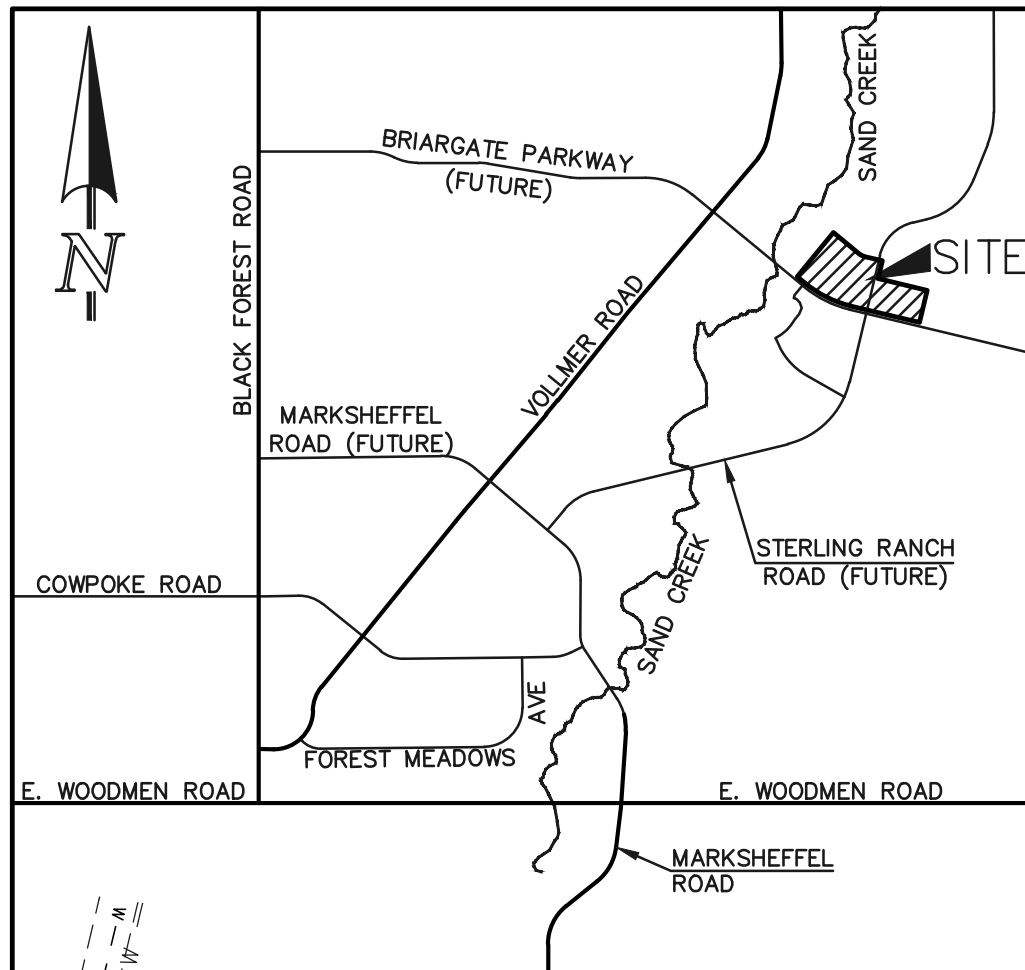 SAND CREEK
BRIARGATE PARKWAY
(FUTURE)
BLACK FOREST ROAD
N
SITE
VOLLMER ROAD
MARKSHEFFEL
ROAD (FUTURE)
STERLING RANCH
ROAD (FUTURE)
COWPOKE ROAD
SAND CREEK
AVE
FOREST MEADOWS
E. WOODMEN ROAD
E. WOODMEN ROAD
MARKSHEFFEL
ROAD
W